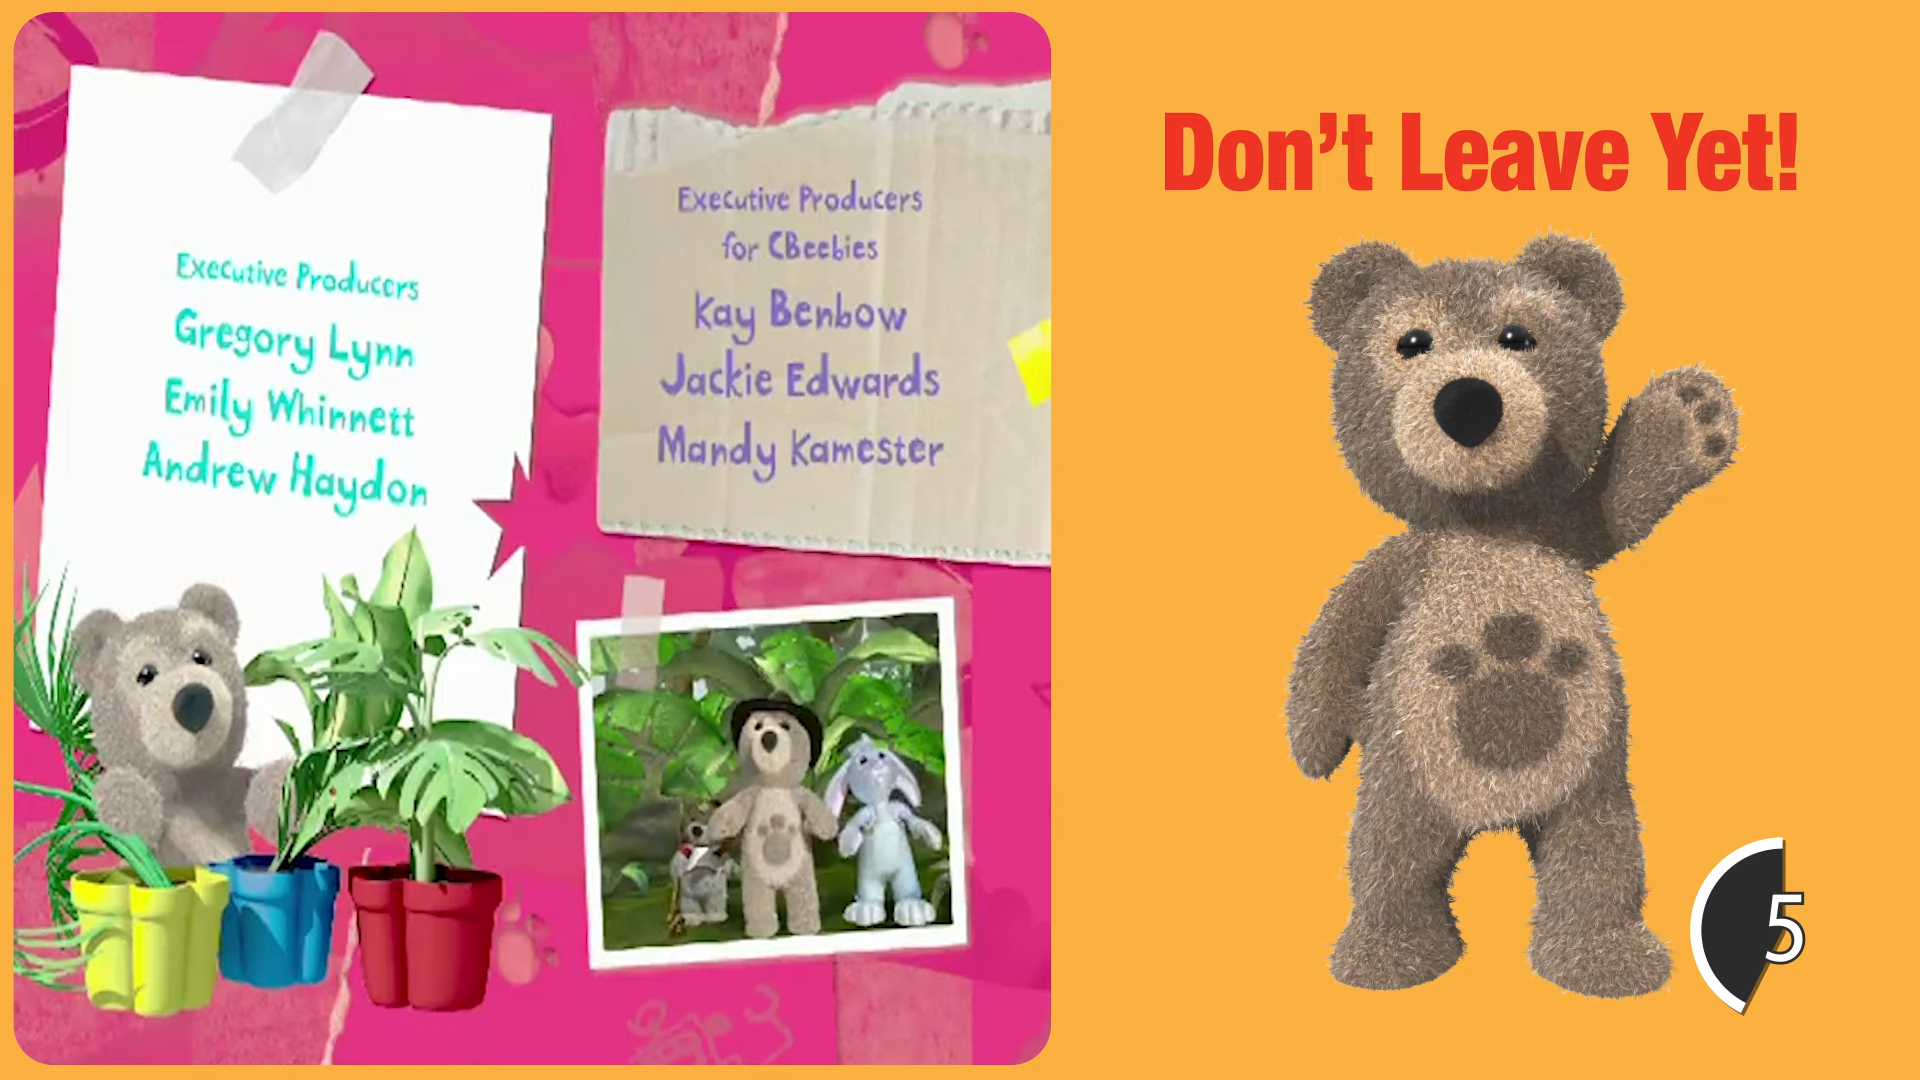 Executive Producers
Gregory Lynn
Emily Whinnett
Andrew Haydon
Executive Producers
for CBeebies
Kay Benbow
Jackie Edwards
Mandy Kamester
Don’t Leave Yet!
5